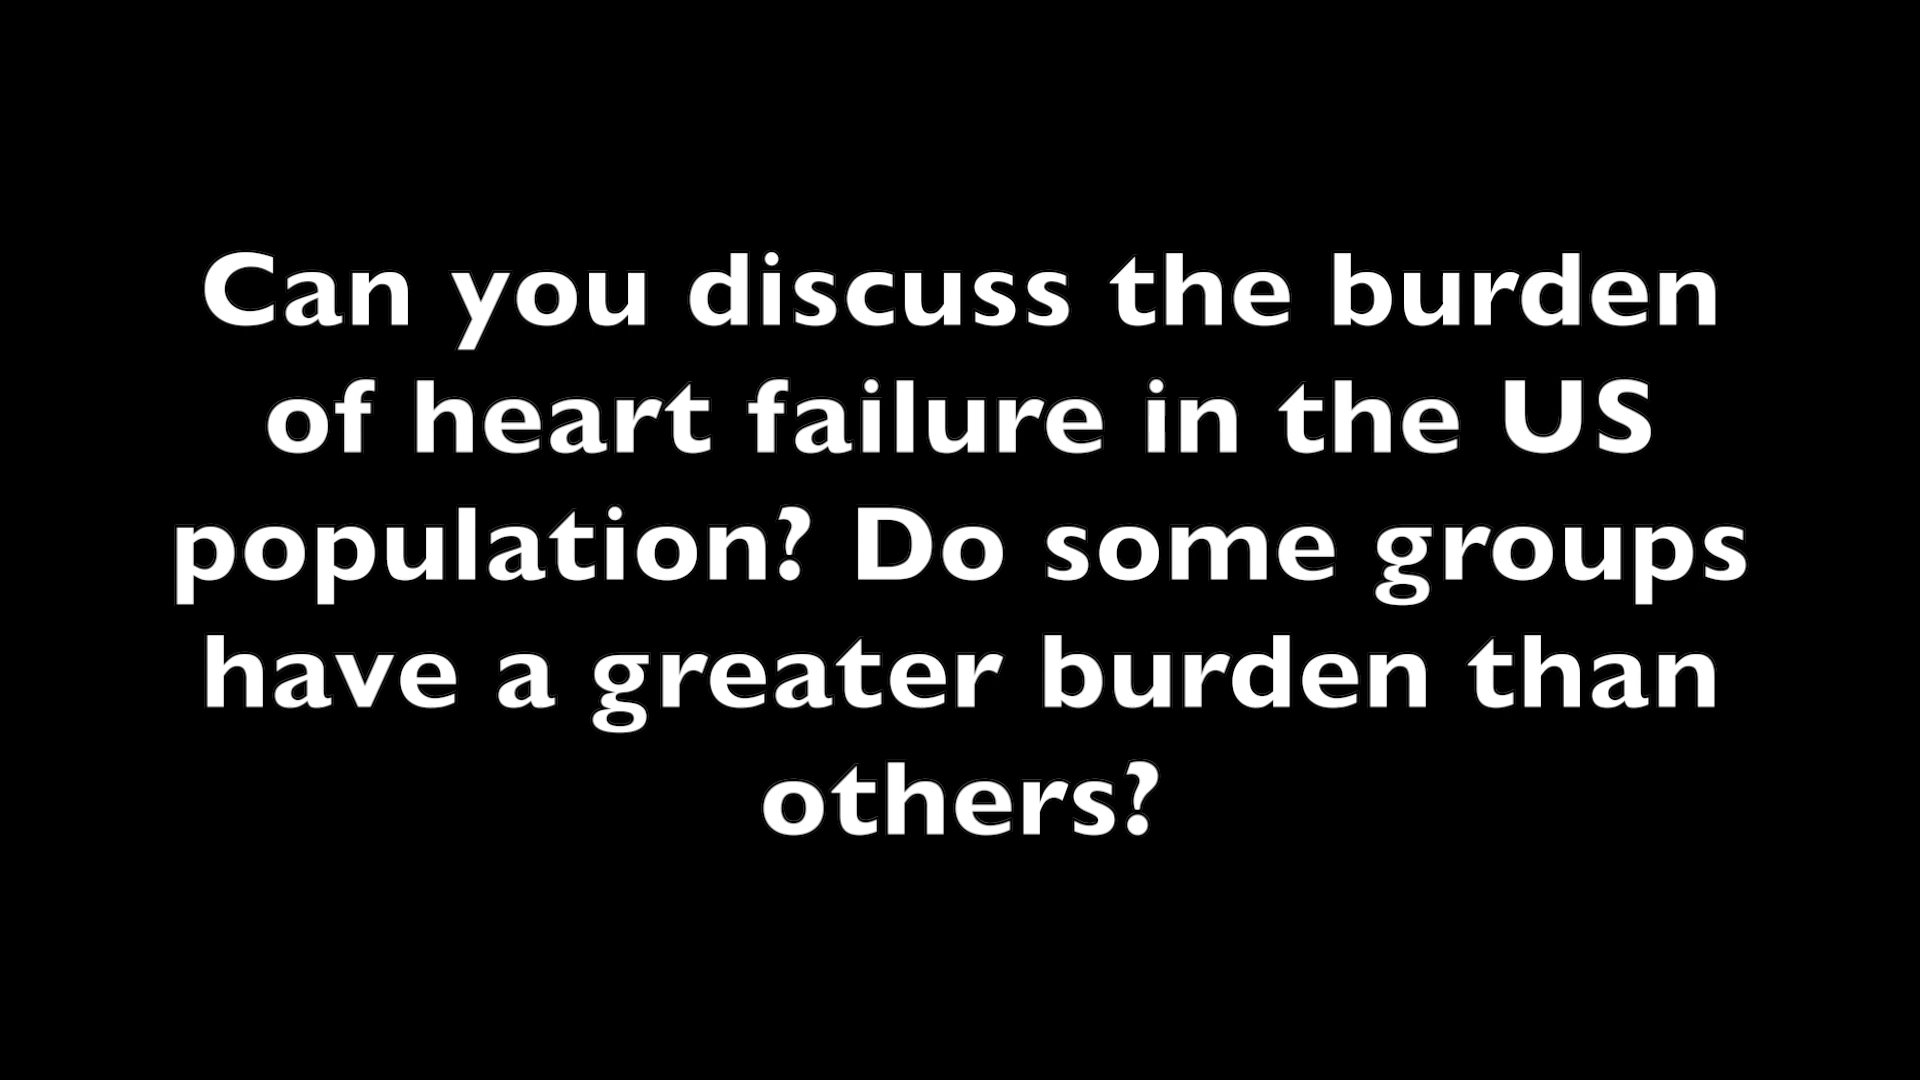 Can you discuss the burden
of heart failure in the US
population? Do some groups
have a greater burden than
others?